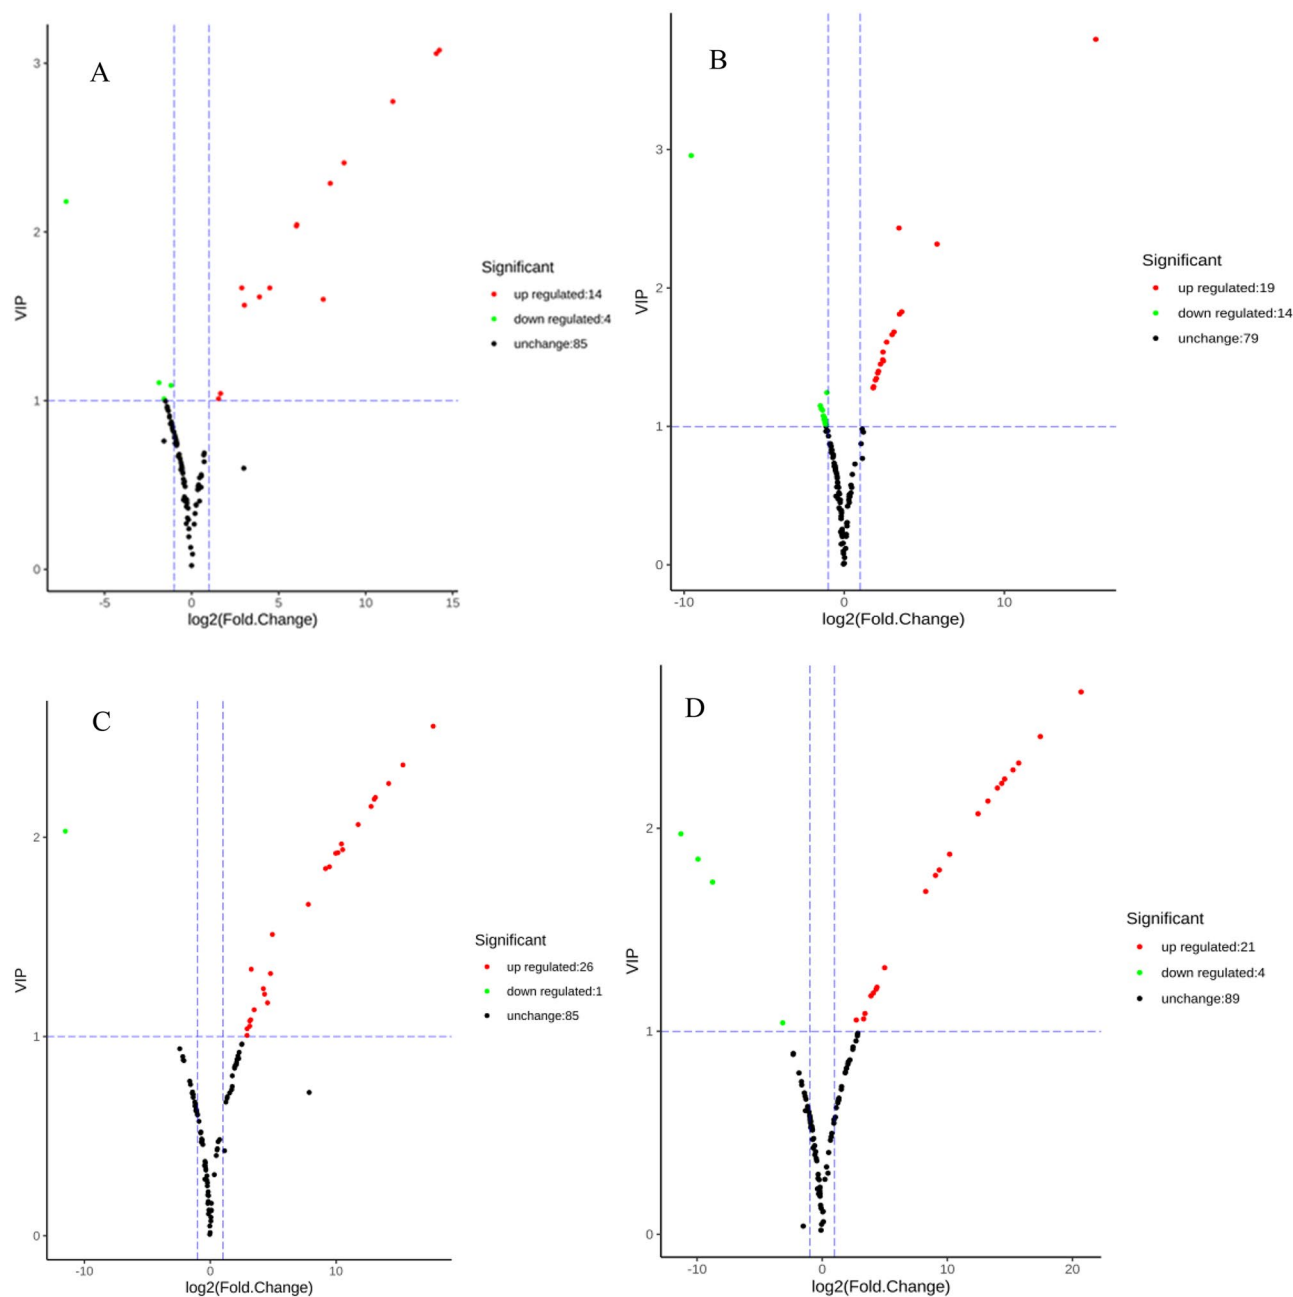 A
3
2
1
0
VIP
-5
0
5
10
15
log2(Fold.Change)
Significant
up regulated:14
down regulated:4
unchange:85
B
3
2
1
0
VIP
-10
0
10
log2(Fold.Change)
Significant
up regulated:19
down regulated:14
unchange:79
C
2
1
0
VIP
-10
0
10
log2(Fold.Change)
Significant
up regulated:26
down regulated:1
unchange:85
D
2
1
0
VIP
-10
0
10
20
log2(Fold.Change)
Significant
up regulated:21
down regulated:4
unchange:89